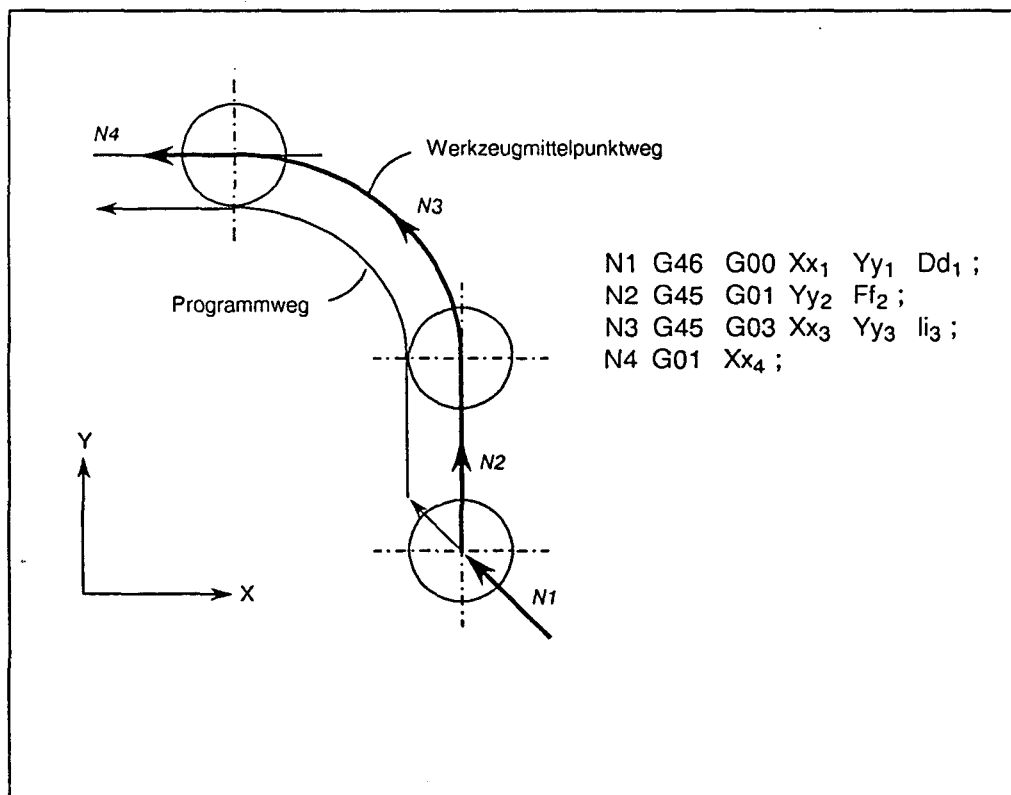 N4
Werkzeugmittelpunktweg
N3
Programmweg
N1 G46 G00 Xx₁ Yy₁ Dd₁ ;
N2 G45 G01 Yy₂ Ff₂ ;
N3 G45 G03 Xx₃ Yy₃ Ii₃ ;
N4 G01 Xx₄ ;
Y
N2
X
N1